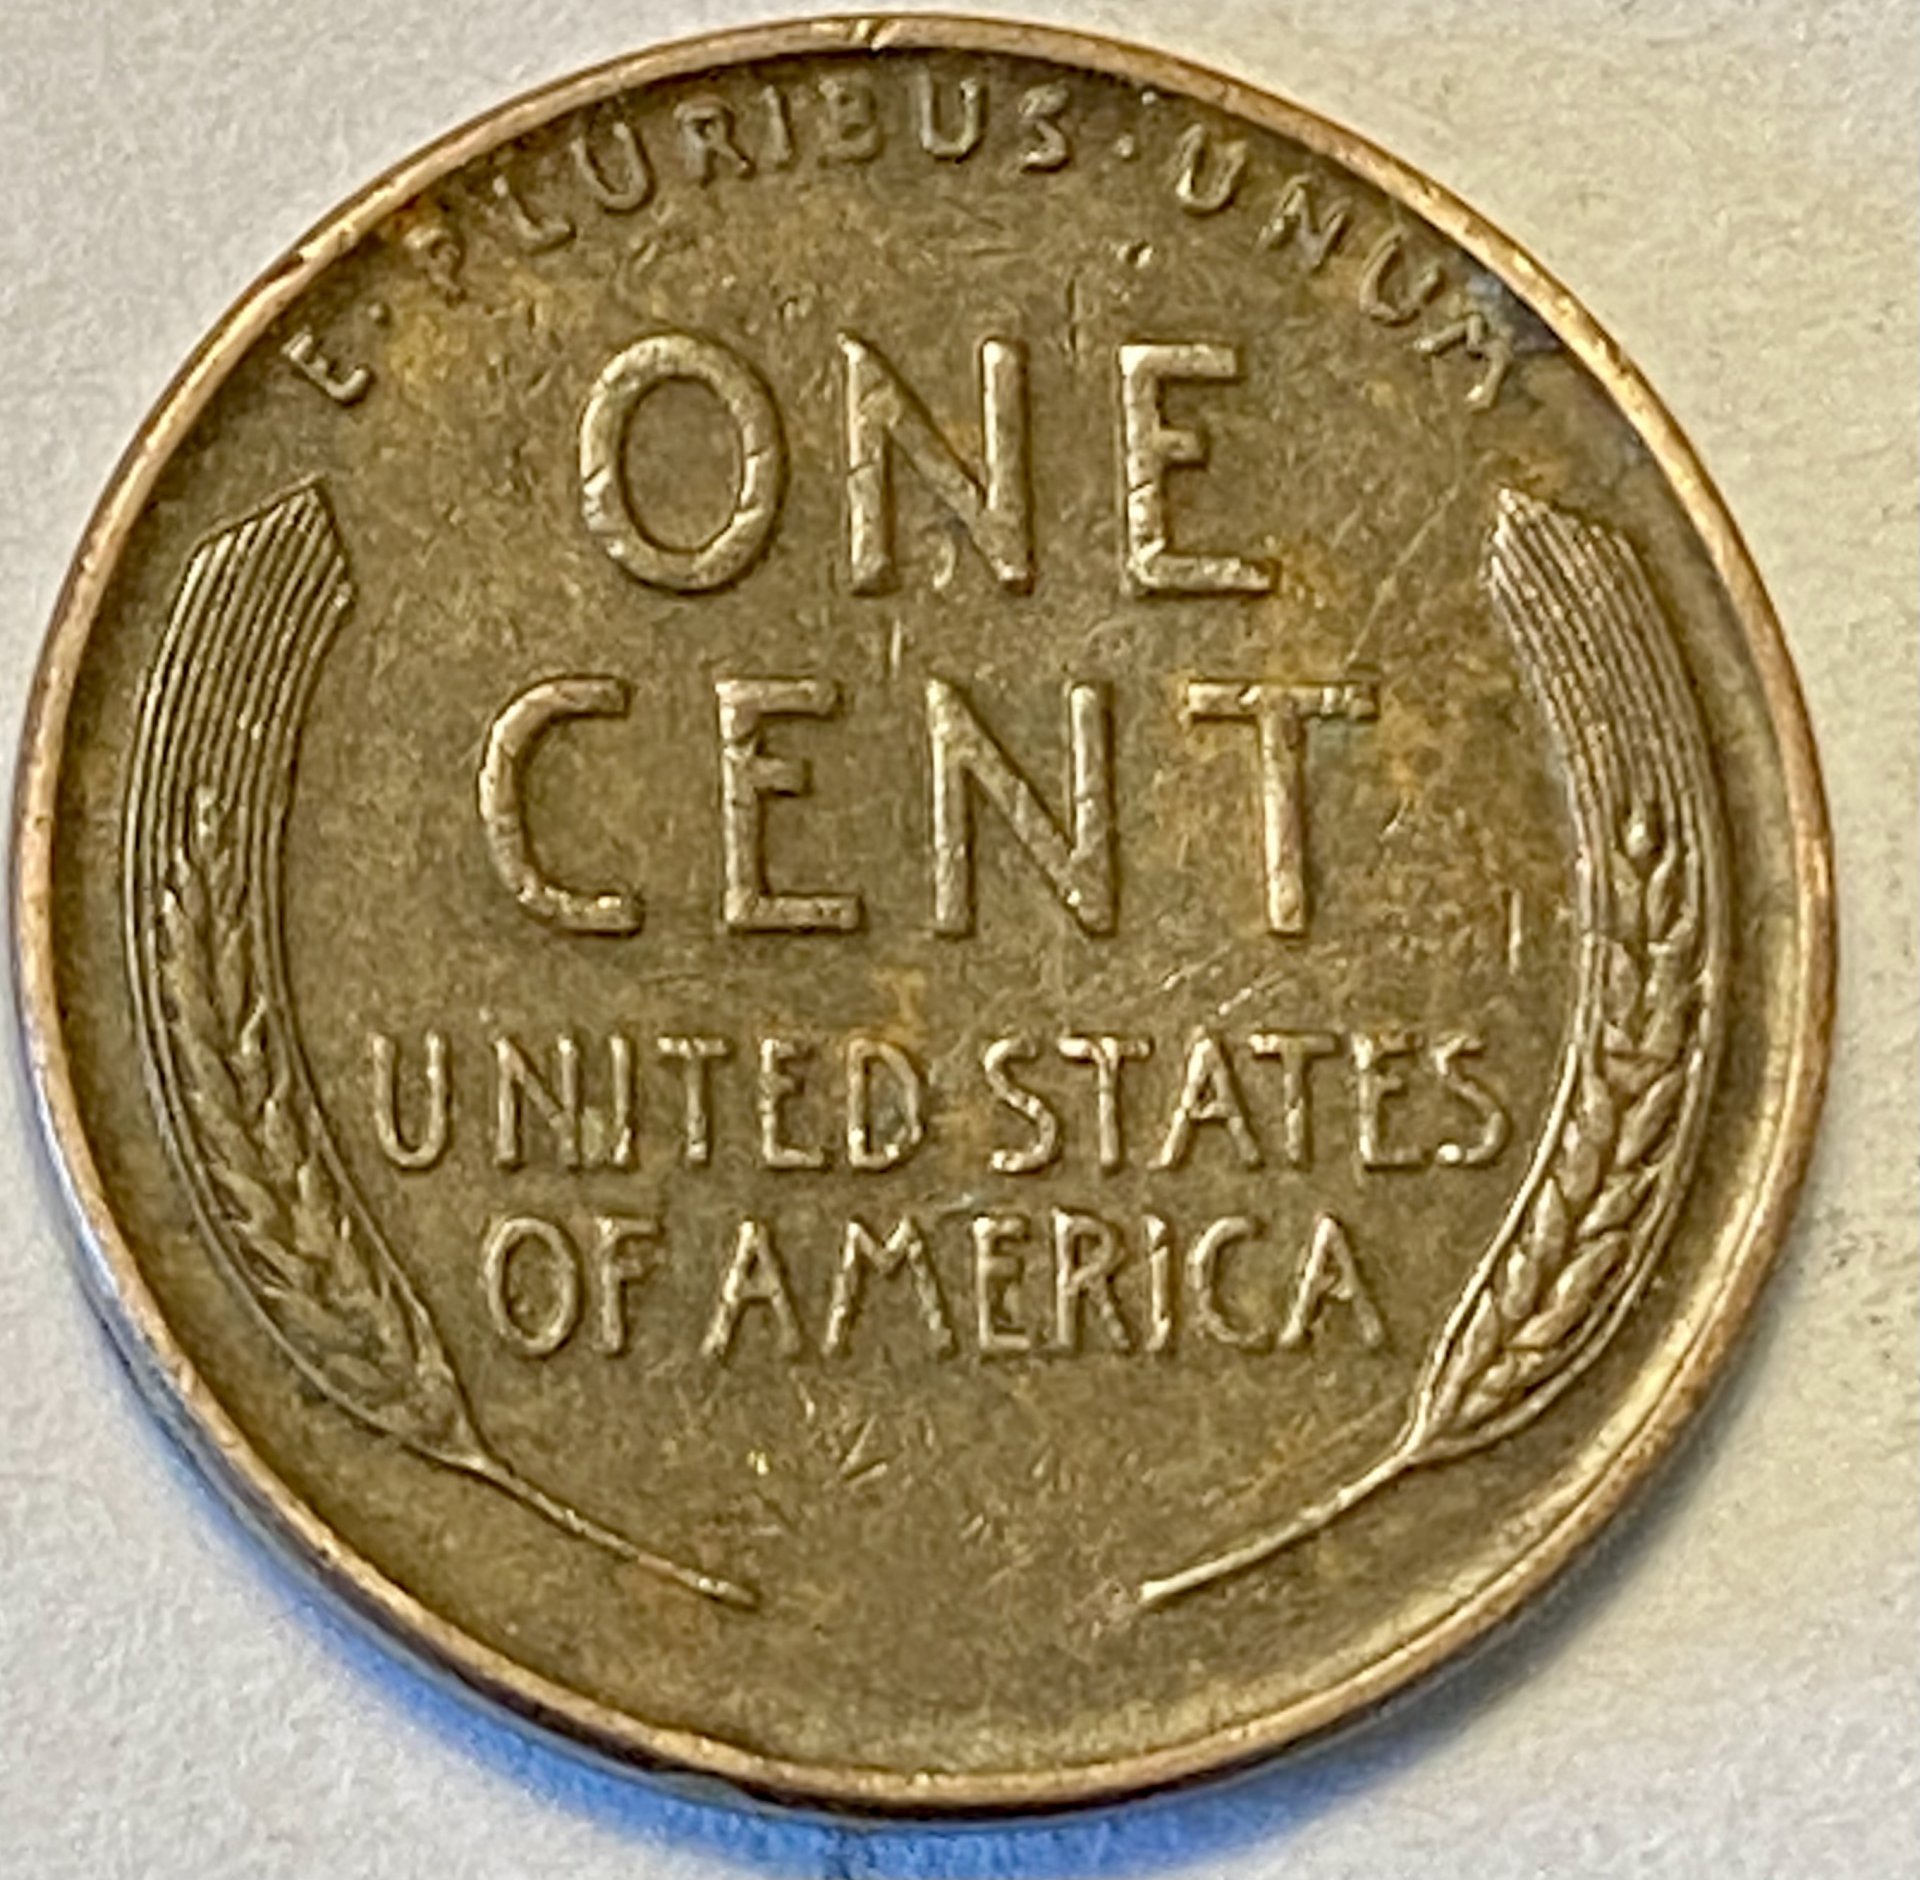 E·PLURIBUS·UNUM
ONE
CENT
UNITED STATES
OF AMERICA